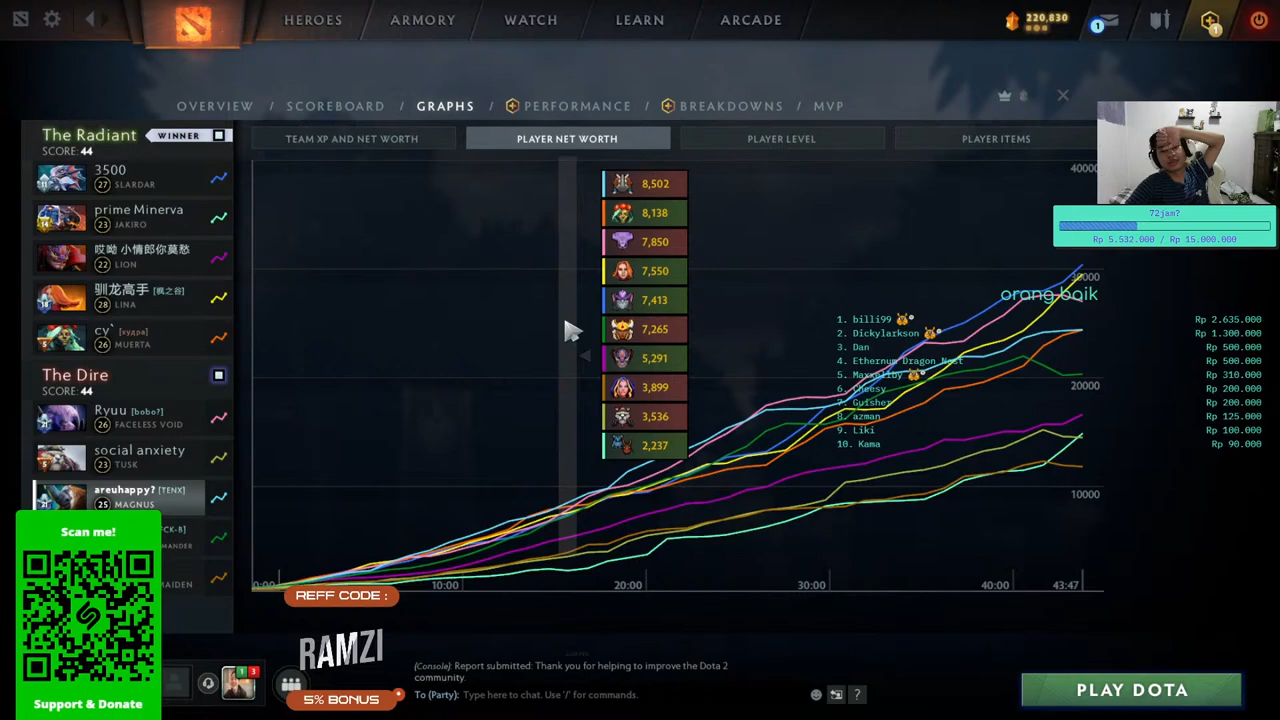 HEROES
ARMORY
WATCH
LEARN
ARCADE
220,830
1
1
OVERVIEW / SCOREBOARD / GRAPHS / PERFORMANCE / BREAKDOWNS / MVP
TEAM XP AND NET WORTH
PLAYER NET WORTH
PLAYER LEVEL
PLAYER ITEMS
The Radiant
WINNER
SCORE: 44
3500
27 SLARDAR
prime Minerva
23 JAKIRO
哎呦 小情郎你莫愁
22 LION
驯龙高手 [疯之谷]
28 LINA
cy` [худра]
26 MUERTA
The Dire
SCORE: 44
Ryuu [bobo?]
26 FACELESS VOID
social anxiety
23 TUSK
areuhappy? [TENX]
25 MAGNUS
CK-B]
MANDER
MAIDEN
8,502
8,138
7,850
7,550
7,413
7,265
5,291
3,899
3,536
2,237
40000
30000
20000
10000
0:00
10:00
20:00
30:00
40:00
43:47
72jam?
Rp 5.532.000 / Rp 15.000.000
orang baik
1. billi99 Rp 2.635.000
2. Dickylarkson Rp 1.300.000
3. Dan Rp 500.000
4. Ethernum Dragon Nest Rp 500.000
5. Rp 310.000
6. Cheesy Rp 200.000
7. Guisher Rp 200.000
8. azman Rp 125.000
9. Liki Rp 100.000
10. Kama Rp 90.000
Scan me!
Support & Donate
REFF CODE :
RAMZI
5% BONUS
1 3
(Console): Report submitted: Thank you for helping to improve the Dota 2
community.
To (Party): Type here to chat. Use '/' for commands.
?
PLAY DOTA